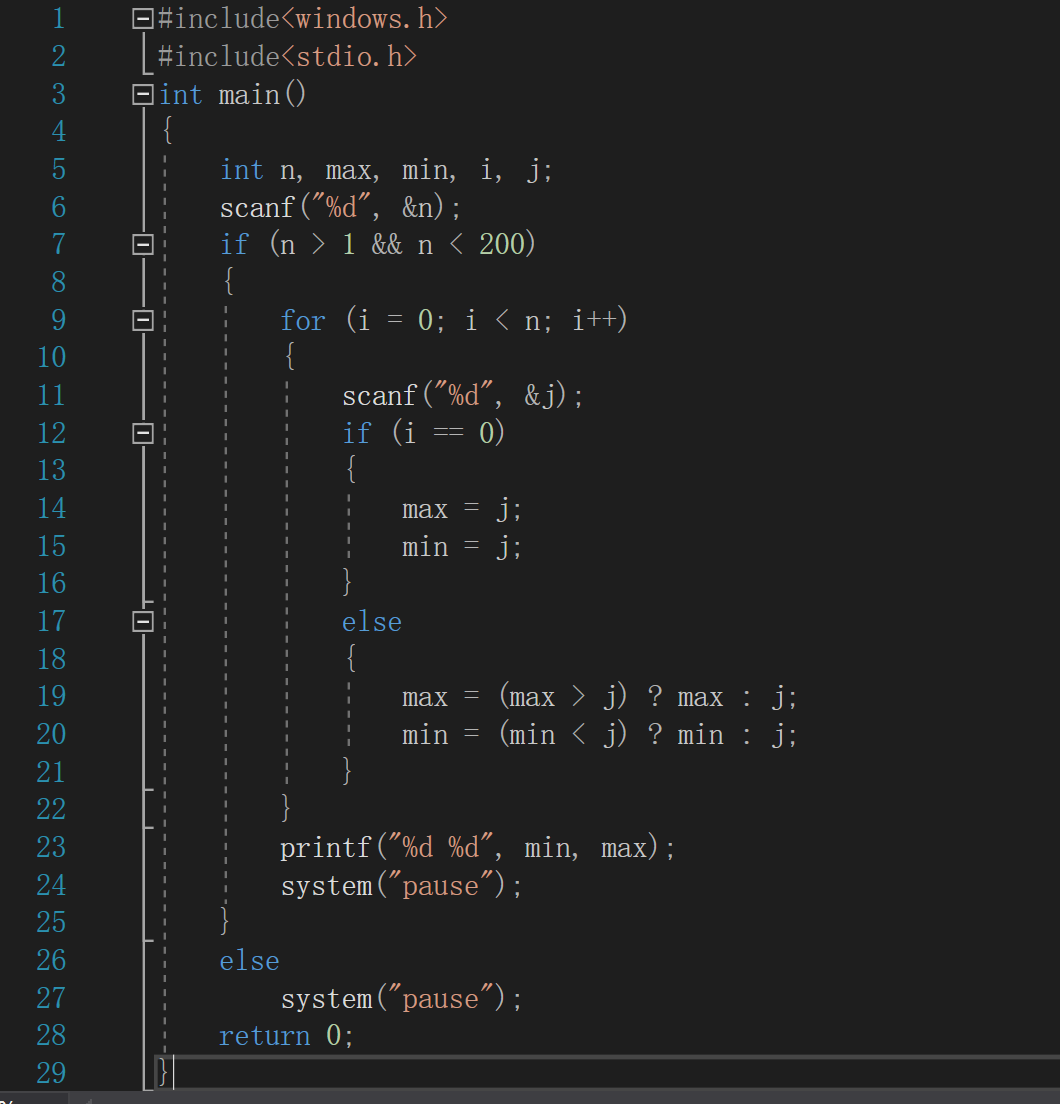 1 #include<windows.h>
2 #include<stdio.h>
3 int main()
4 {
5 int n, max, min, i, j;
6 scanf("%d", &n);
7 if (n > 1 && n < 200)
8 {
9 for (i = 0; i < n; i++)
10 {
11 scanf("%d", &j);
12 if (i == 0)
13 {
14 max = j;
15 min = j;
16 }
17 else
18 {
19 max = (max > j) ? max : j;
20 min = (min < j) ? min : j;
21 }
22 }
23 printf("%d %d", min, max);
24 system("pause");
25 }
26 else
27 system("pause");
28 return 0;
29 }